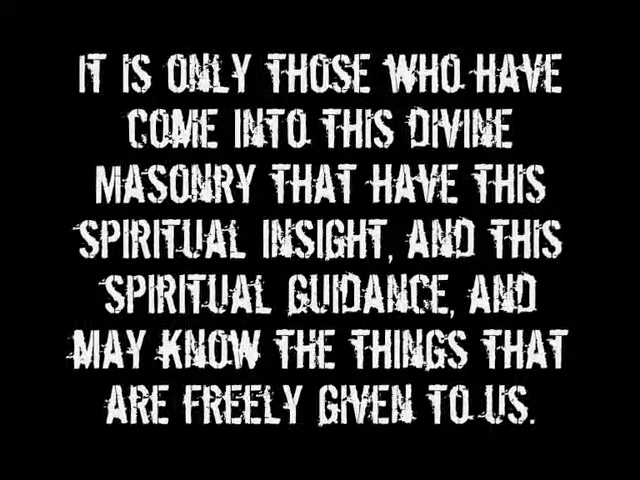 IT IS ONLY THOSE WHO HAVE
COME INTO THIS DIVINE
MASONRY THAT HAVE THIS
SPIRITUAL INSIGHT, AND THIS
SPIRITUAL GUIDANCE, AND
MAY KNOW THE THINGS THAT
ARE FREELY GIVEN TO US.